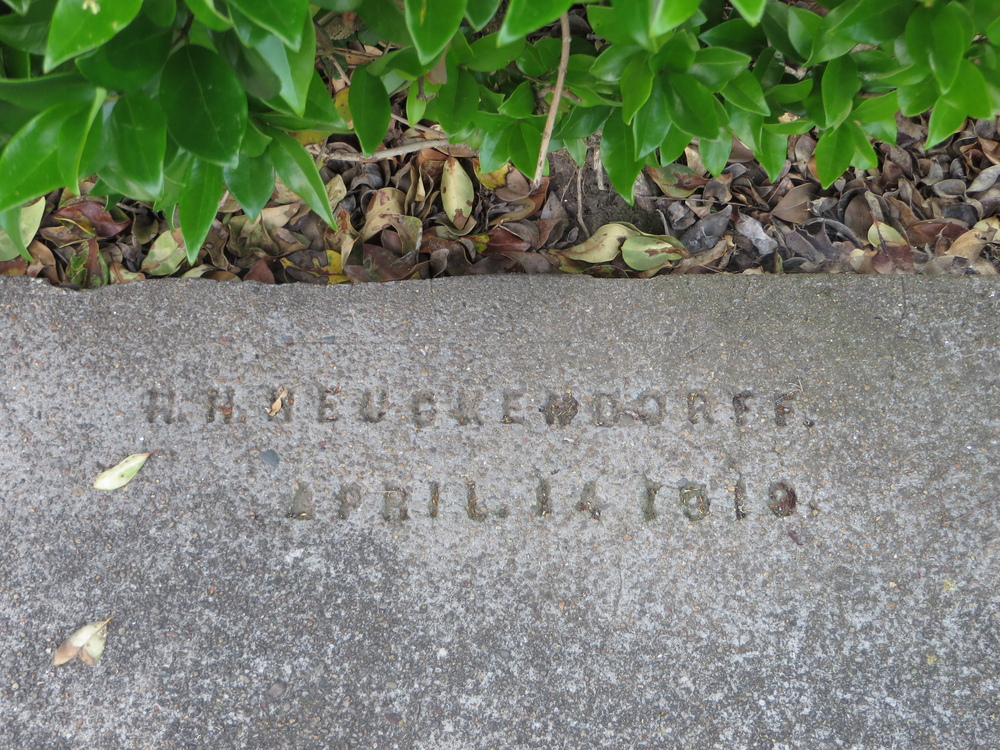 H. H. NEUCKENDORFF.
APRIL. 14 1919.